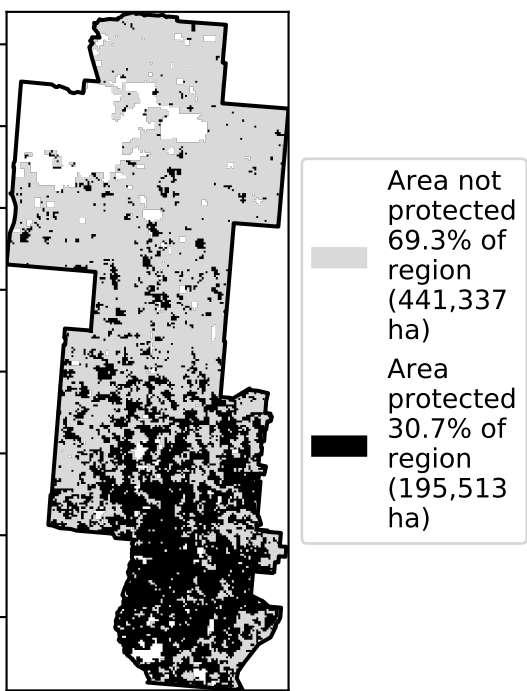 Area not
protected
69.3% of
region
(441,337
ha)
Area
protected
30.7% of
region
(195,513
ha)